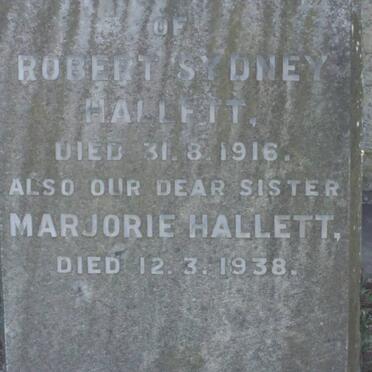 OF
ROBERT SYDNEY
HALLETT,
DIED 31.8.1916.
ALSO OUR DEAR SISTER
MARJORIE HALLETT,
DIED 12.3.1938.